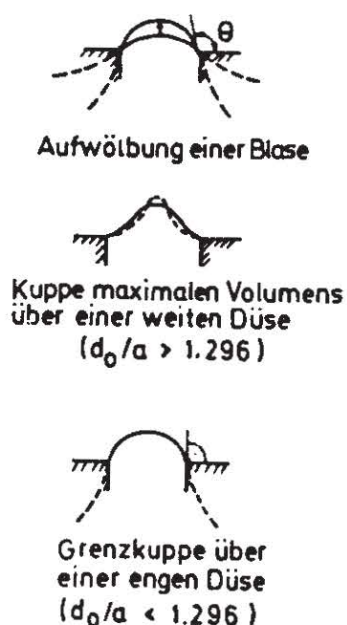 θ
Aufwölbung einer Blase
Kuppe maximalen Volumens
über einer weiten Düse
(d₀/a > 1.296)
Grenzkuppe über
einer engen Düse
(d₀/a < 1.296)